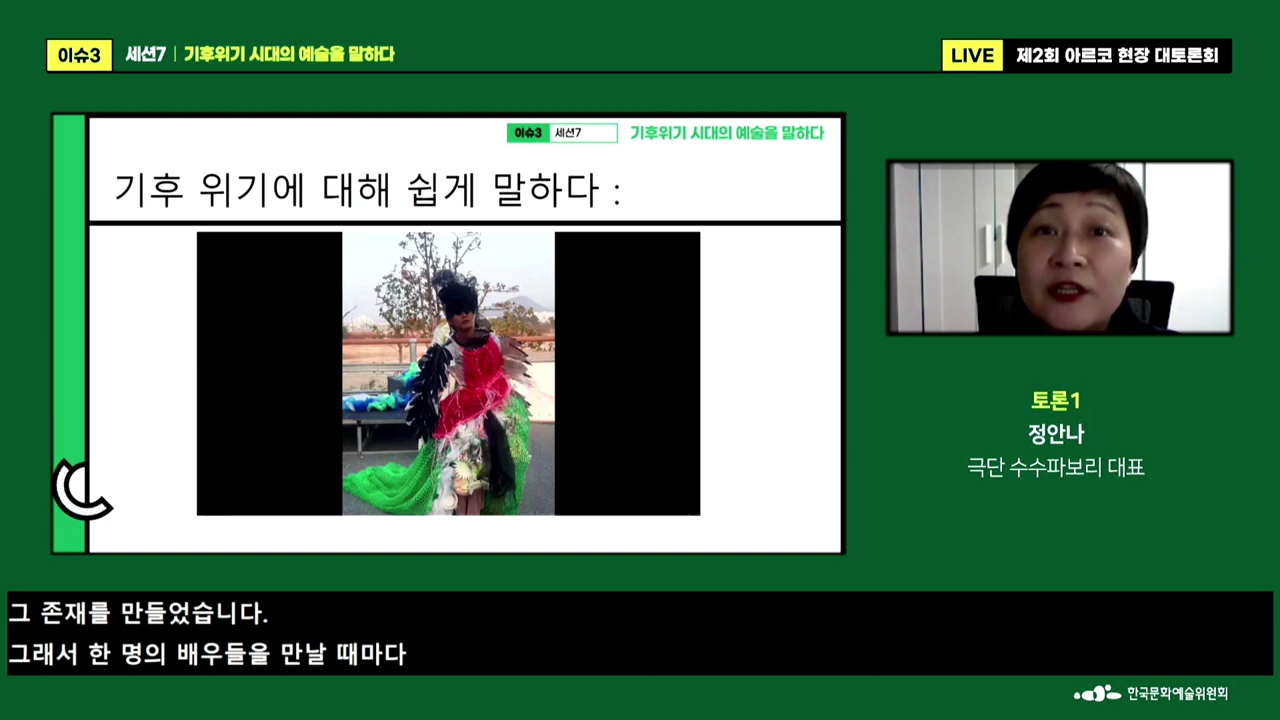 이슈3 세션7 | 기후위기 시대의 예술을 말하다
LIVE 제2회 아르코 현장 대토론회
이슈3 세션7 기후위기 시대의 예술을 말하다
기후 위기에 대해 쉽게 말하다 :
토론1
정안나
극단 수수파보리 대표
그 존재를 만들었습니다.
그래서 한 명의 배우들을 만날 때마다
한국문화예술위원회